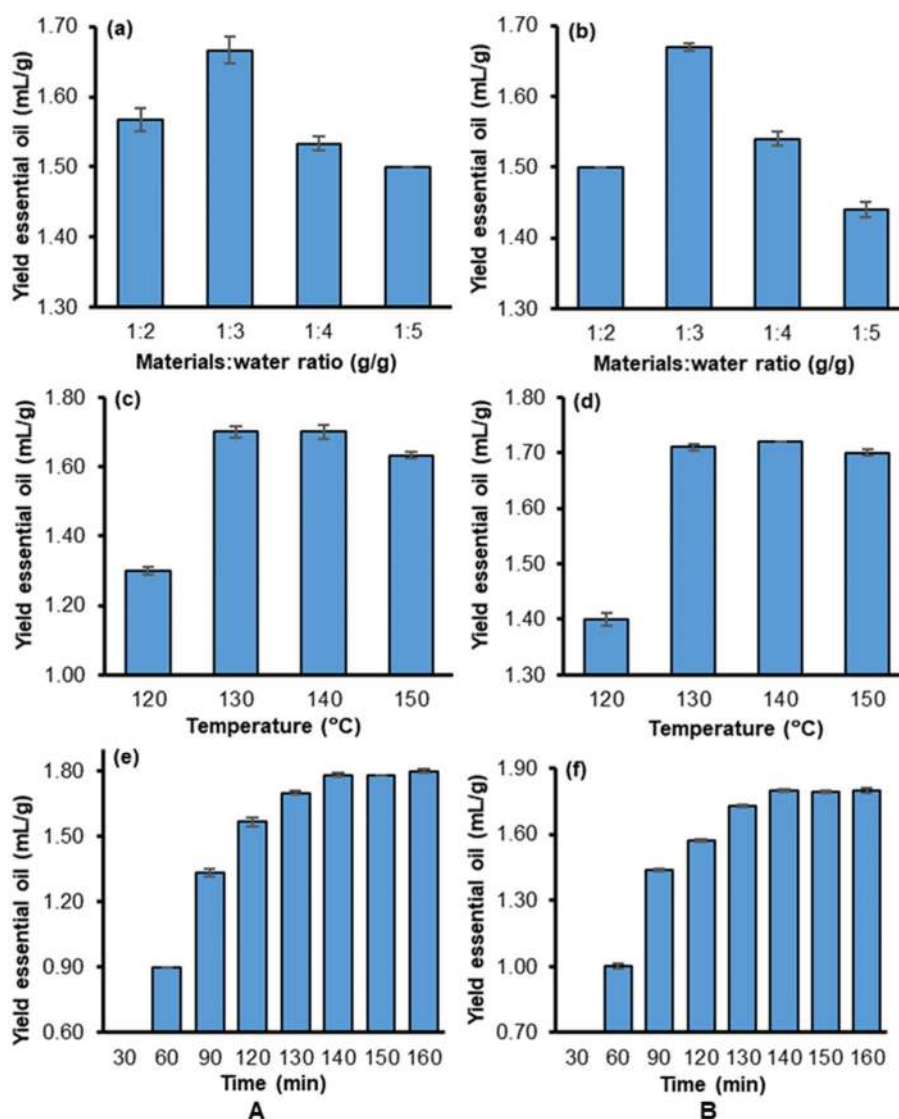 (a)
Yield essential oil (mL/g)
1.70
1.60
1.50
1.40
1.30
1:2 1:3 1:4 1:5
Materials:water ratio (g/g)
(b)
Yield essential oil (mL/g)
1.70
1.60
1.50
1.40
1.30
1:2 1:3 1:4 1:5
Materials:water ratio (g/g)
(c)
Yield essential oil (mL/g)
1.80
1.60
1.40
1.20
1.00
120 130 140 150
Temperature (°C)
(d)
Yield essential oil (mL/g)
1.80
1.70
1.60
1.50
1.40
1.30
120 130 140 150
Temperature (°C)
(e)
Yield essential oil (mL/g)
1.80
1.50
1.20
0.90
0.60
30 60 90 120 130 140 150 160
Time (min)
A
(f)
Yield essential oil (mL/g)
1.90
1.60
1.30
1.00
0.70
30 60 90 120 130 140 150 160
Time (min)
B